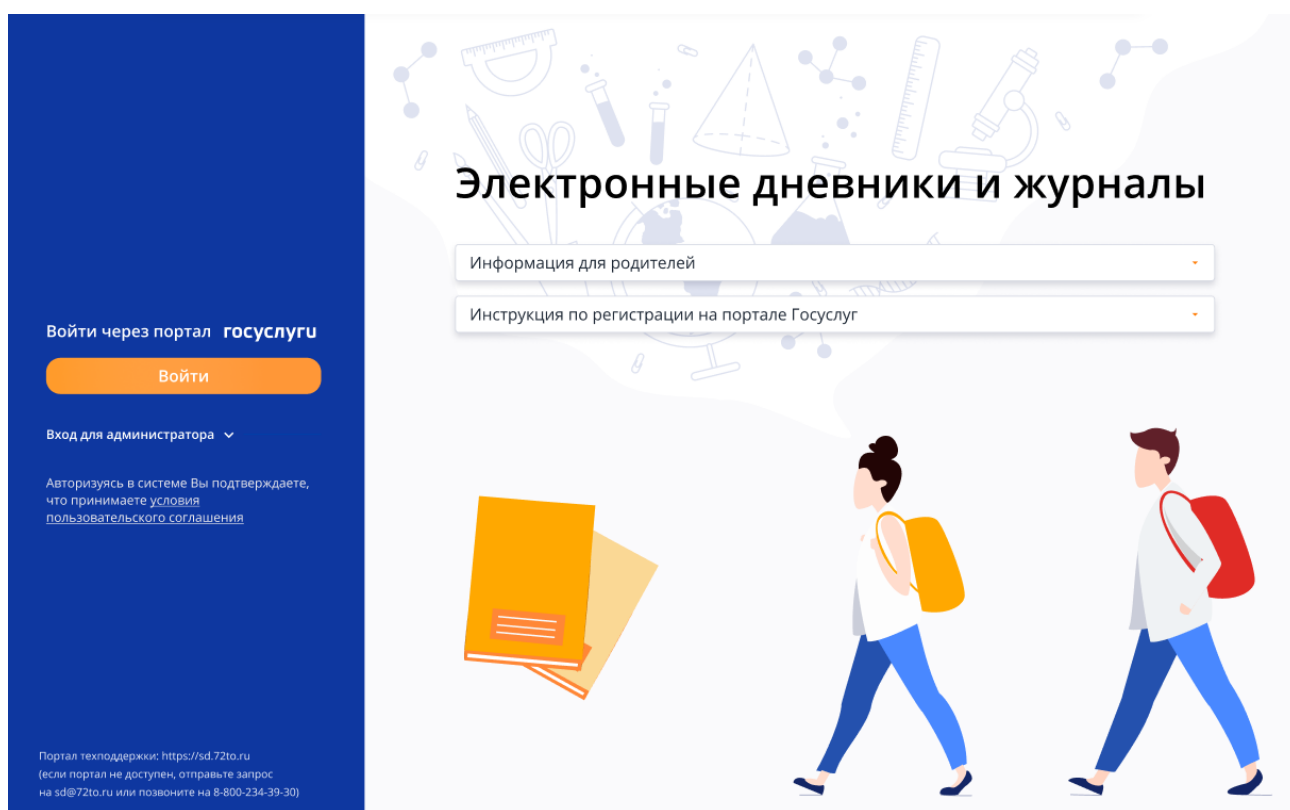 Войти через портал госуслуги
Войти
Вход для администратора
Авторизуясь в системе Вы подтверждаете,
что принимаете условия
пользовательского соглашения
Портал техподдержки: https://sd.72to.ru
(если портал не доступен, отправьте запрос
на sd@72to.ru или позвоните на 8-800-234-39-30)
Электронные дневники и журналы
Информация для родителей
Инструкция по регистрации на портале Госуслуг